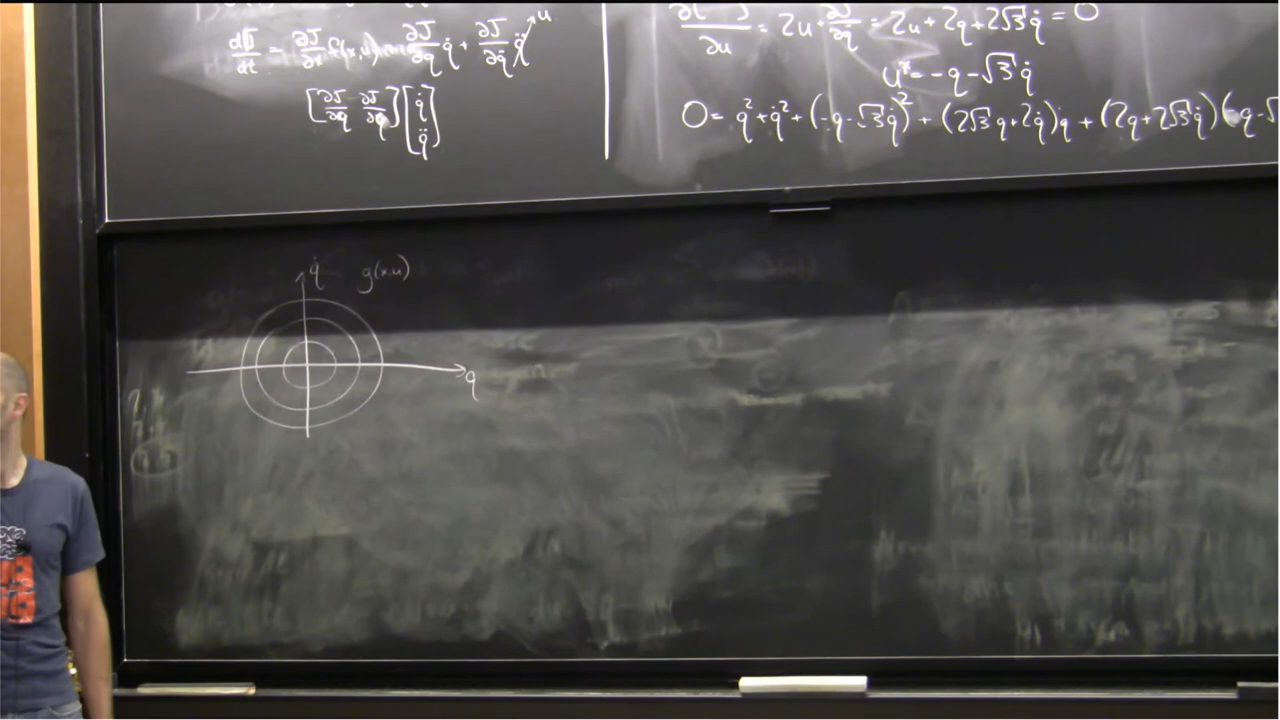 dJ/dt = ∂J/∂x f(x,u) = ∂J/∂q q̇ + ∂J/∂q̇ q̈ u
[∂J/∂q ∂J/∂q̇] [q̇ q̈]
∂u = 2u + ∂J/∂q̇ = 2u + 2q + 2√3 q̇ = 0
u* = -q - √3 q̇
0 = q² + q̇² + (-q - √3 q̇)² + (2√3 q + 2q̇) q̇ + (2q + 2√3 q̇)(-q - √
q̇ g(x,u)
q